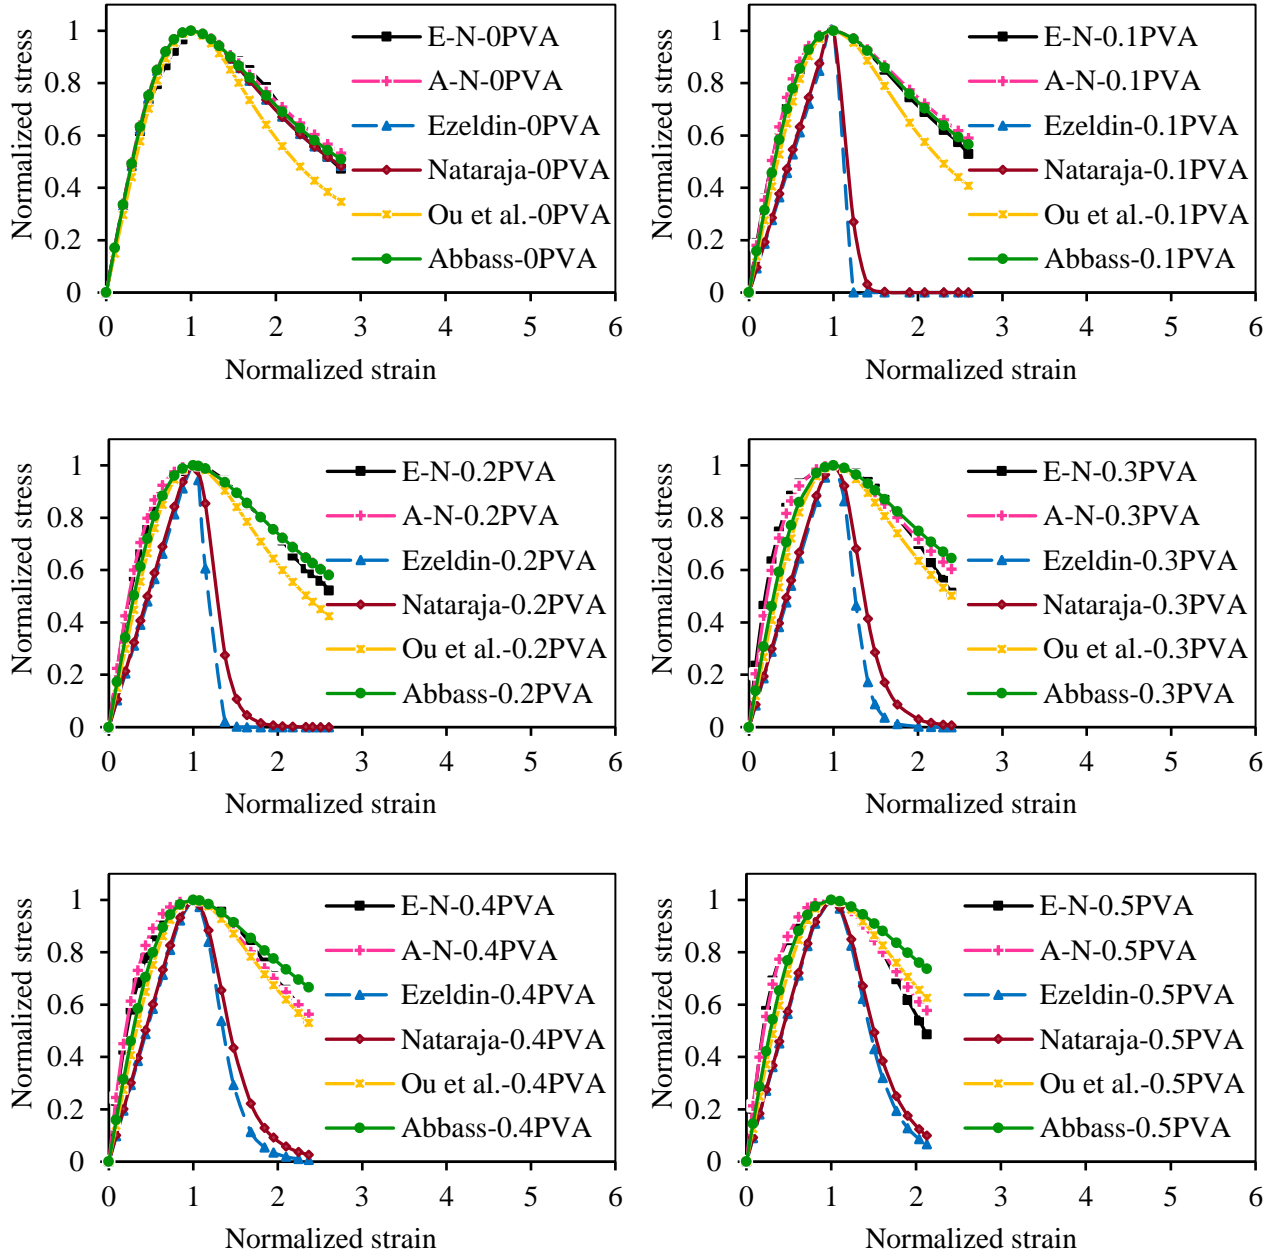 Normalized stress
1
0.8
0.6
0.4
0.2
0
0 1 2 3 4 5 6
Normalized strain
E-N-0PVA
A-N-0PVA
Ezeldin-0PVA
Nataraja-0PVA
Ou et al.-0PVA
Abbass-0PVA
Normalized stress
1
0.8
0.6
0.4
0.2
0
0 1 2 3 4 5 6
Normalized strain
E-N-0.1PVA
A-N-0.1PVA
Ezeldin-0.1PVA
Nataraja-0.1PVA
Ou et al.-0.1PVA
Abbass-0.1PVA
Normalized stress
1
0.8
0.6
0.4
0.2
0
0 1 2 3 4 5 6
Normalized strain
E-N-0.2PVA
A-N-0.2PVA
Ezeldin-0.2PVA
Nataraja-0.2PVA
Ou et al.-0.2PVA
Abbass-0.2PVA
Normalized stress
1
0.8
0.6
0.4
0.2
0
0 1 2 3 4 5 6
Normalized strain
E-N-0.3PVA
A-N-0.3PVA
Ezeldin-0.3PVA
Nataraja-0.3PVA
Ou et al.-0.3PVA
Abbass-0.3PVA
Normalized stress
1
0.8
0.6
0.4
0.2
0
0 1 2 3 4 5 6
Normalized strain
E-N-0.4PVA
A-N-0.4PVA
Ezeldin-0.4PVA
Nataraja-0.4PVA
Ou et al.-0.4PVA
Abbass-0.4PVA
Normalized stress
1
0.8
0.6
0.4
0.2
0
0 1 2 3 4 5 6
Normalized strain
E-N-0.5PVA
A-N-0.5PVA
Ezeldin-0.5PVA
Nataraja-0.5PVA
Ou et al.-0.5PVA
Abbass-0.5PVA